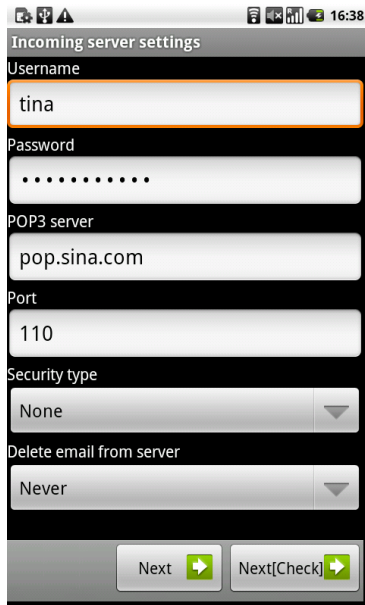 16:38
Incoming server settings
Username
tina
Password
•••••••••••
POP3 server
pop.sina.com
Port
110
Security type
None
Delete email from server
Never
Next
Next[Check]